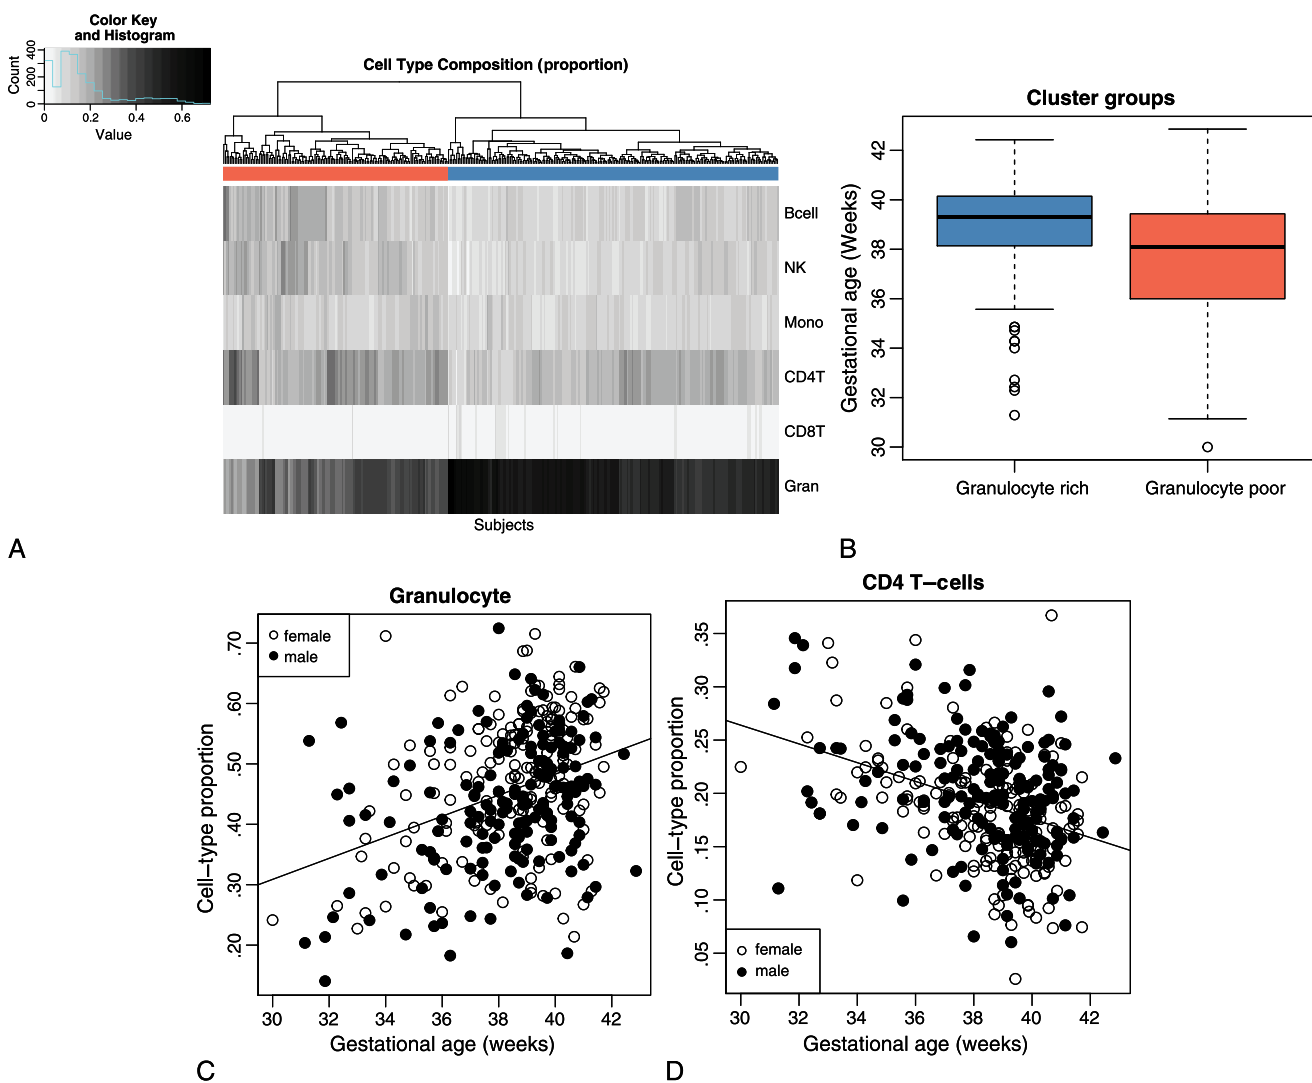 Color Key
and Histogram
Count
0 200 400
0 0.2 0.4 0.6
Value
Cell Type Composition (proportion)
Bcell
NK
Mono
CD4T
CD8T
Gran
Subjects
A
Cluster groups
Gestational age (Weeks)
42
40
38
36
34
32
30
Granulocyte rich Granulocyte poor
B
Granulocyte
female
male
Cell–type proportion
.70
.60
.50
.40
.30
.20
30 32 34 36 38 40 42
Gestational age (weeks)
C
CD4 T–cells
Cell–type proportion
.35
.30
.25
.20
.15
.10
.05
female
male
30 32 34 36 38 40 42
Gestational age (weeks)
D